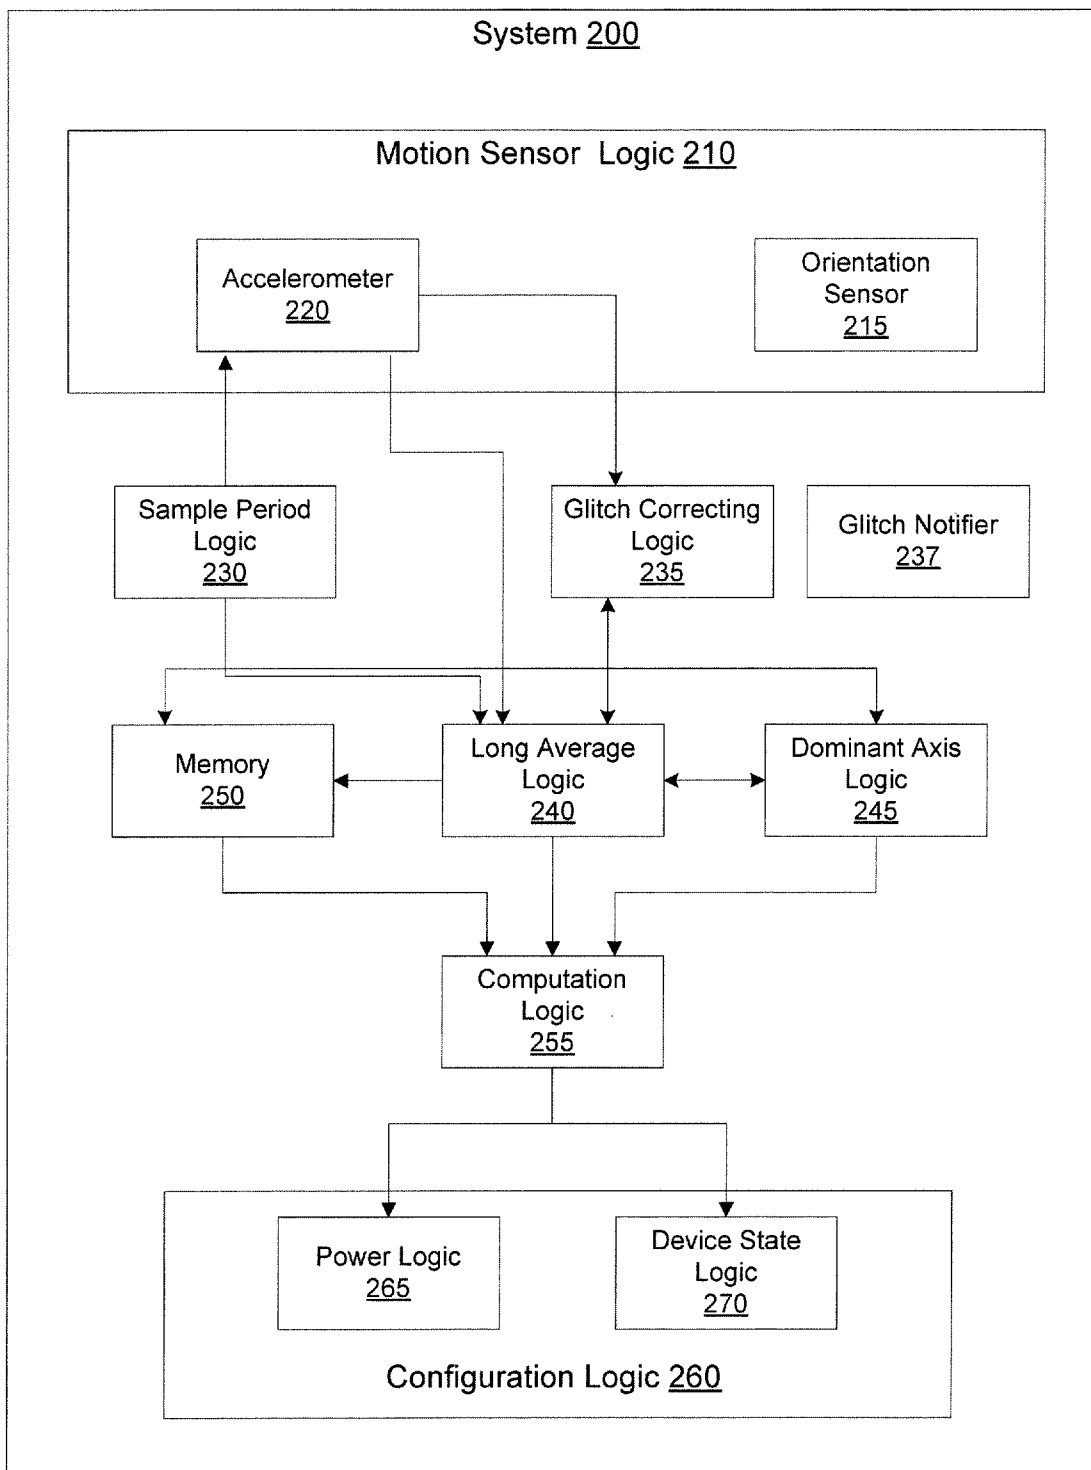 System 200
Motion Sensor Logic 210
Accelerometer
220
Orientation
Sensor
215
Sample Period
Logic
230
Glitch Correcting
Logic
235
Glitch Notifier
237
Memory
250
Long Average
Logic
240
Dominant Axis
Logic
245
Computation
Logic
255
Power Logic
265
Device State
Logic
270
Configuration Logic 260